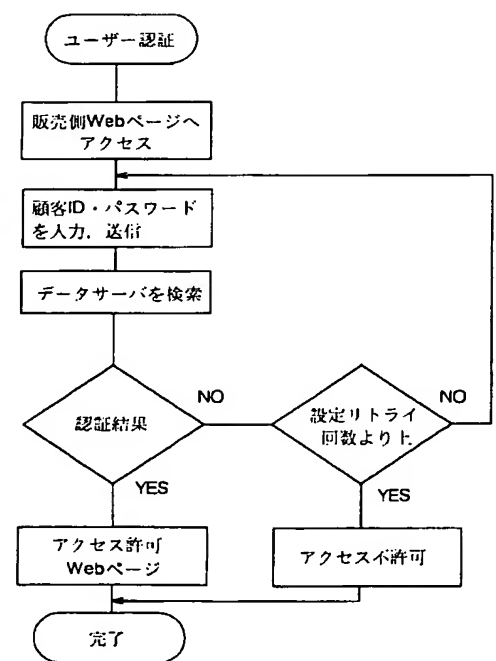 ユーザー認証
販売側Webページへ
アクセス
顧客ID・パスワード
を入力，送信
データサーバを検索
認証結果
NO
設定リトライ
回数より上
NO
YES
YES
アクセス許可
Webページ
アクセス不許可
完了